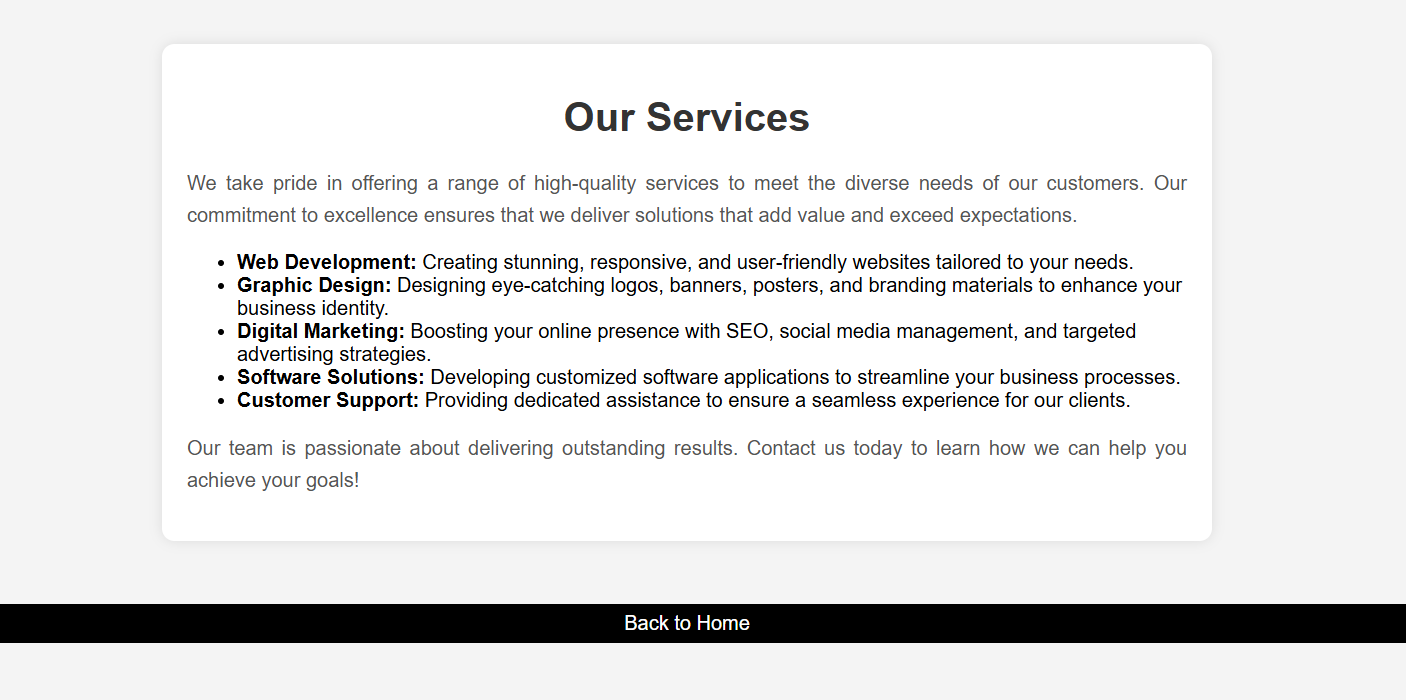 Our Services
We take pride in offering a range of high-quality services to meet the diverse needs of our customers. Our
commitment to excellence ensures that we deliver solutions that add value and exceed expectations.
• Web Development: Creating stunning, responsive, and user-friendly websites tailored to your needs.
• Graphic Design: Designing eye-catching logos, banners, posters, and branding materials to enhance your
business identity.
• Digital Marketing: Boosting your online presence with SEO, social media management, and targeted
advertising strategies.
• Software Solutions: Developing customized software applications to streamline your business processes.
• Customer Support: Providing dedicated assistance to ensure a seamless experience for our clients.
Our team is passionate about delivering outstanding results. Contact us today to learn how we can help you
achieve your goals!
Back to Home